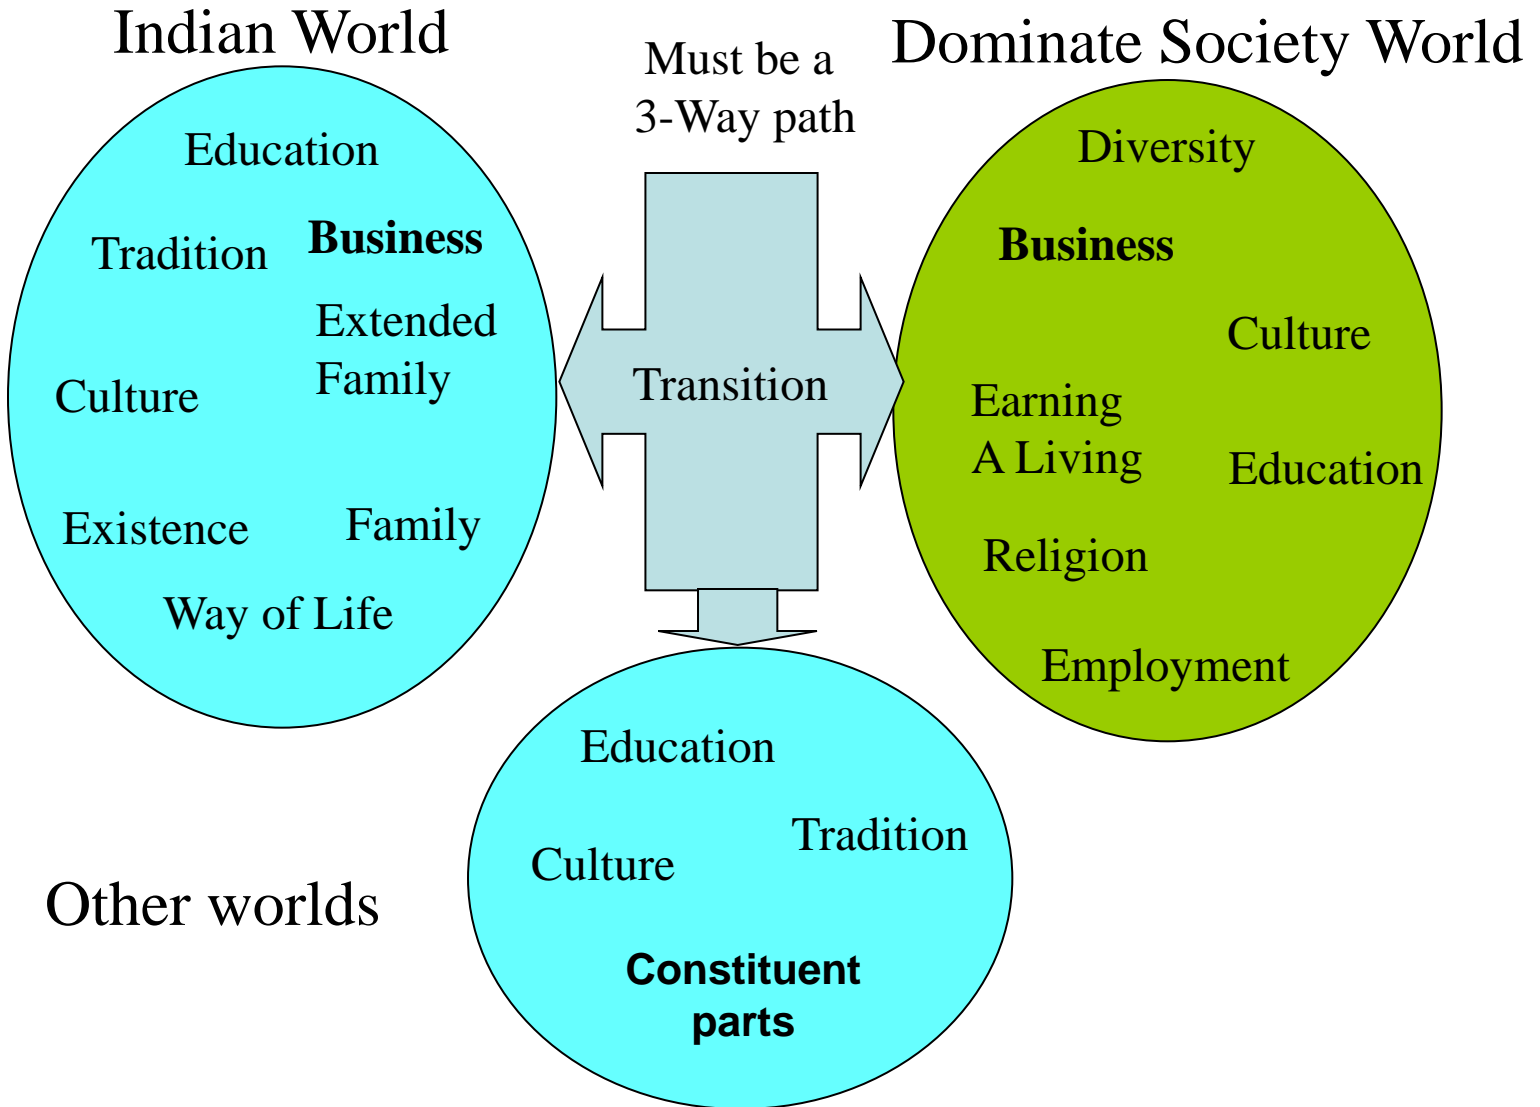 Indian World
Must be a
3-Way path
Dominate Society World
Education
Tradition
Business
Extended
Family
Culture
Existence
Family
Way of Life
Transition
Diversity
Business
Culture
Earning
A Living
Education
Religion
Employment
Other worlds
Education
Tradition
Culture
Constituent
parts